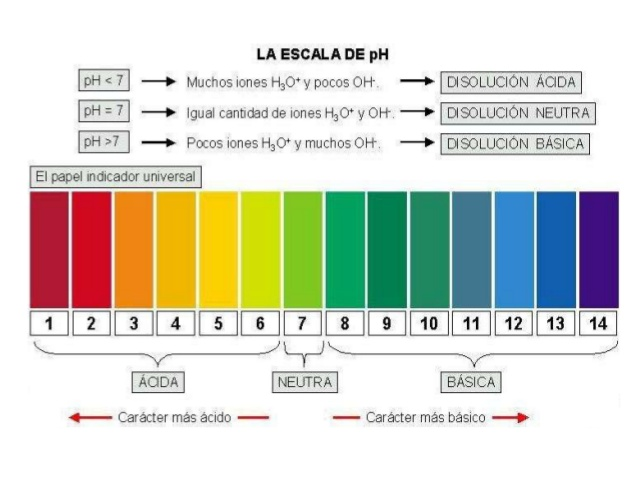 LA ESCALA DE pH
pH < 7 Muchos iones H₃O⁺ y pocos OH⁻. DISOLUCIÓN ÁCIDA
pH = 7 Igual cantidad de iones H₃O⁺ y OH⁻. DISOLUCIÓN NEUTRA
pH >7 Pocos iones H₃O⁺ y muchos OH⁻. DISOLUCIÓN BÁSICA
El papel indicador universal
1 2 3 4 5 6 7 8 9 10 11 12 13 14
ÁCIDA NEUTRA BÁSICA
Carácter más ácido Carácter más básico